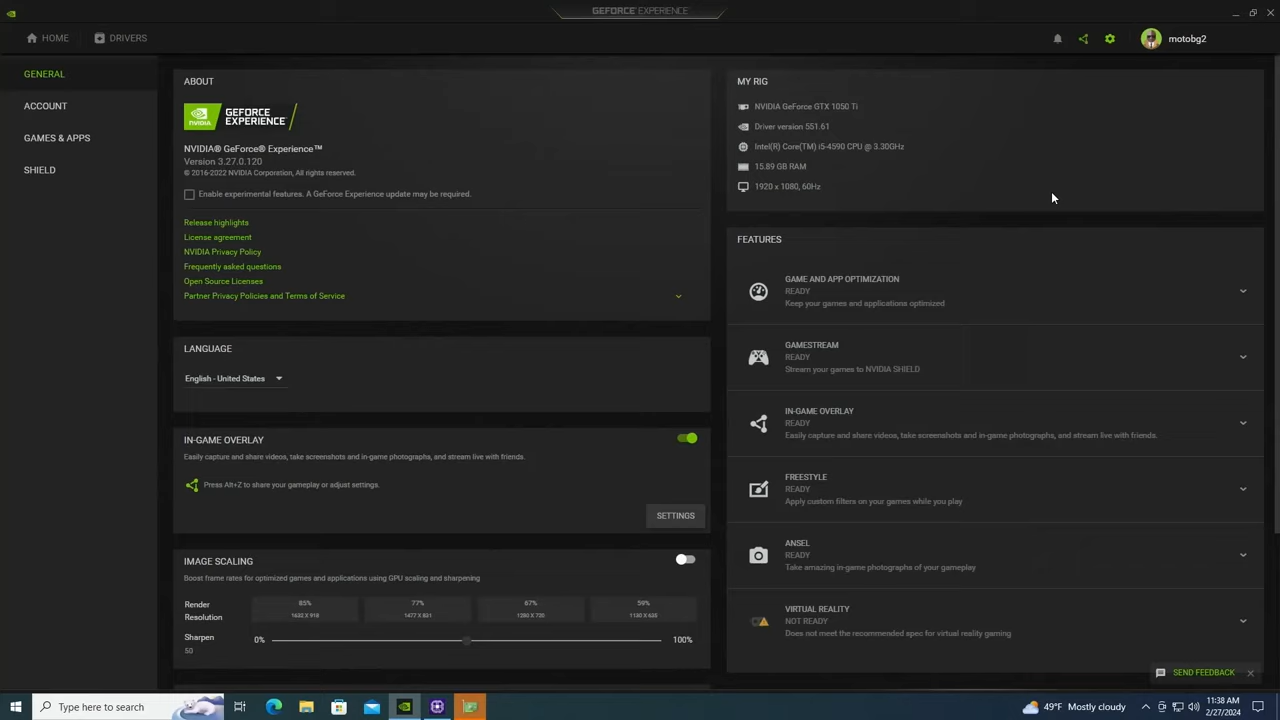 GEFORCE® EXPERIENCE™
HOME
DRIVERS
motobg2
GENERAL
ACCOUNT
GAMES & APPS
SHIELD
ABOUT
NVIDIA
GEFORCE
EXPERIENCE
NVIDIA® GeForce® Experience™
Version 3.27.0.120
© 2016-2022 NVIDIA Corporation, All rights reserved.
Enable experimental features. A GeForce Experience update may be required.
Release highlights
License agreement
NVIDIA Privacy Policy
Frequently asked questions
Open Source Licenses
Partner Privacy Policies and Terms of Service
LANGUAGE
English - United States
IN-GAME OVERLAY
Easily capture and share videos, take screenshots and in-game photographs, and stream live with friends.
Press Alt+Z to share your gameplay or adjust settings.
SETTINGS
IMAGE SCALING
Boost frame rates for optimized games and applications using GPU scaling and sharpening
Render
Resolution
85%
1632 X 918
77%
1477 X 831
67%
1280 X 720
59%
1130 X 635
Sharpen
50
0%
100%
MY RIG
NVIDIA GeForce GTX 1050 Ti
Driver version 551.61
Intel(R) Core(TM) i5-4590 CPU @ 3.30GHz
15.89 GB RAM
1920 x 1080, 60Hz
FEATURES
GAME AND APP OPTIMIZATION
READY
Keep your games and applications optimized
GAMESTREAM
READY
Stream your games to NVIDIA SHIELD
IN-GAME OVERLAY
READY
Easily capture and share videos, take screenshots and in-game photographs, and stream live with friends.
FREESTYLE
READY
Apply custom filters on your games while you play
ANSEL
READY
Take amazing in-game photographs of your gameplay
VIRTUAL REALITY
NOT READY
Does not meet the recommended spec for virtual reality gaming
SEND FEEDBACK
Type here to search
49°F Mostly cloudy
11:38 AM
2/27/2024